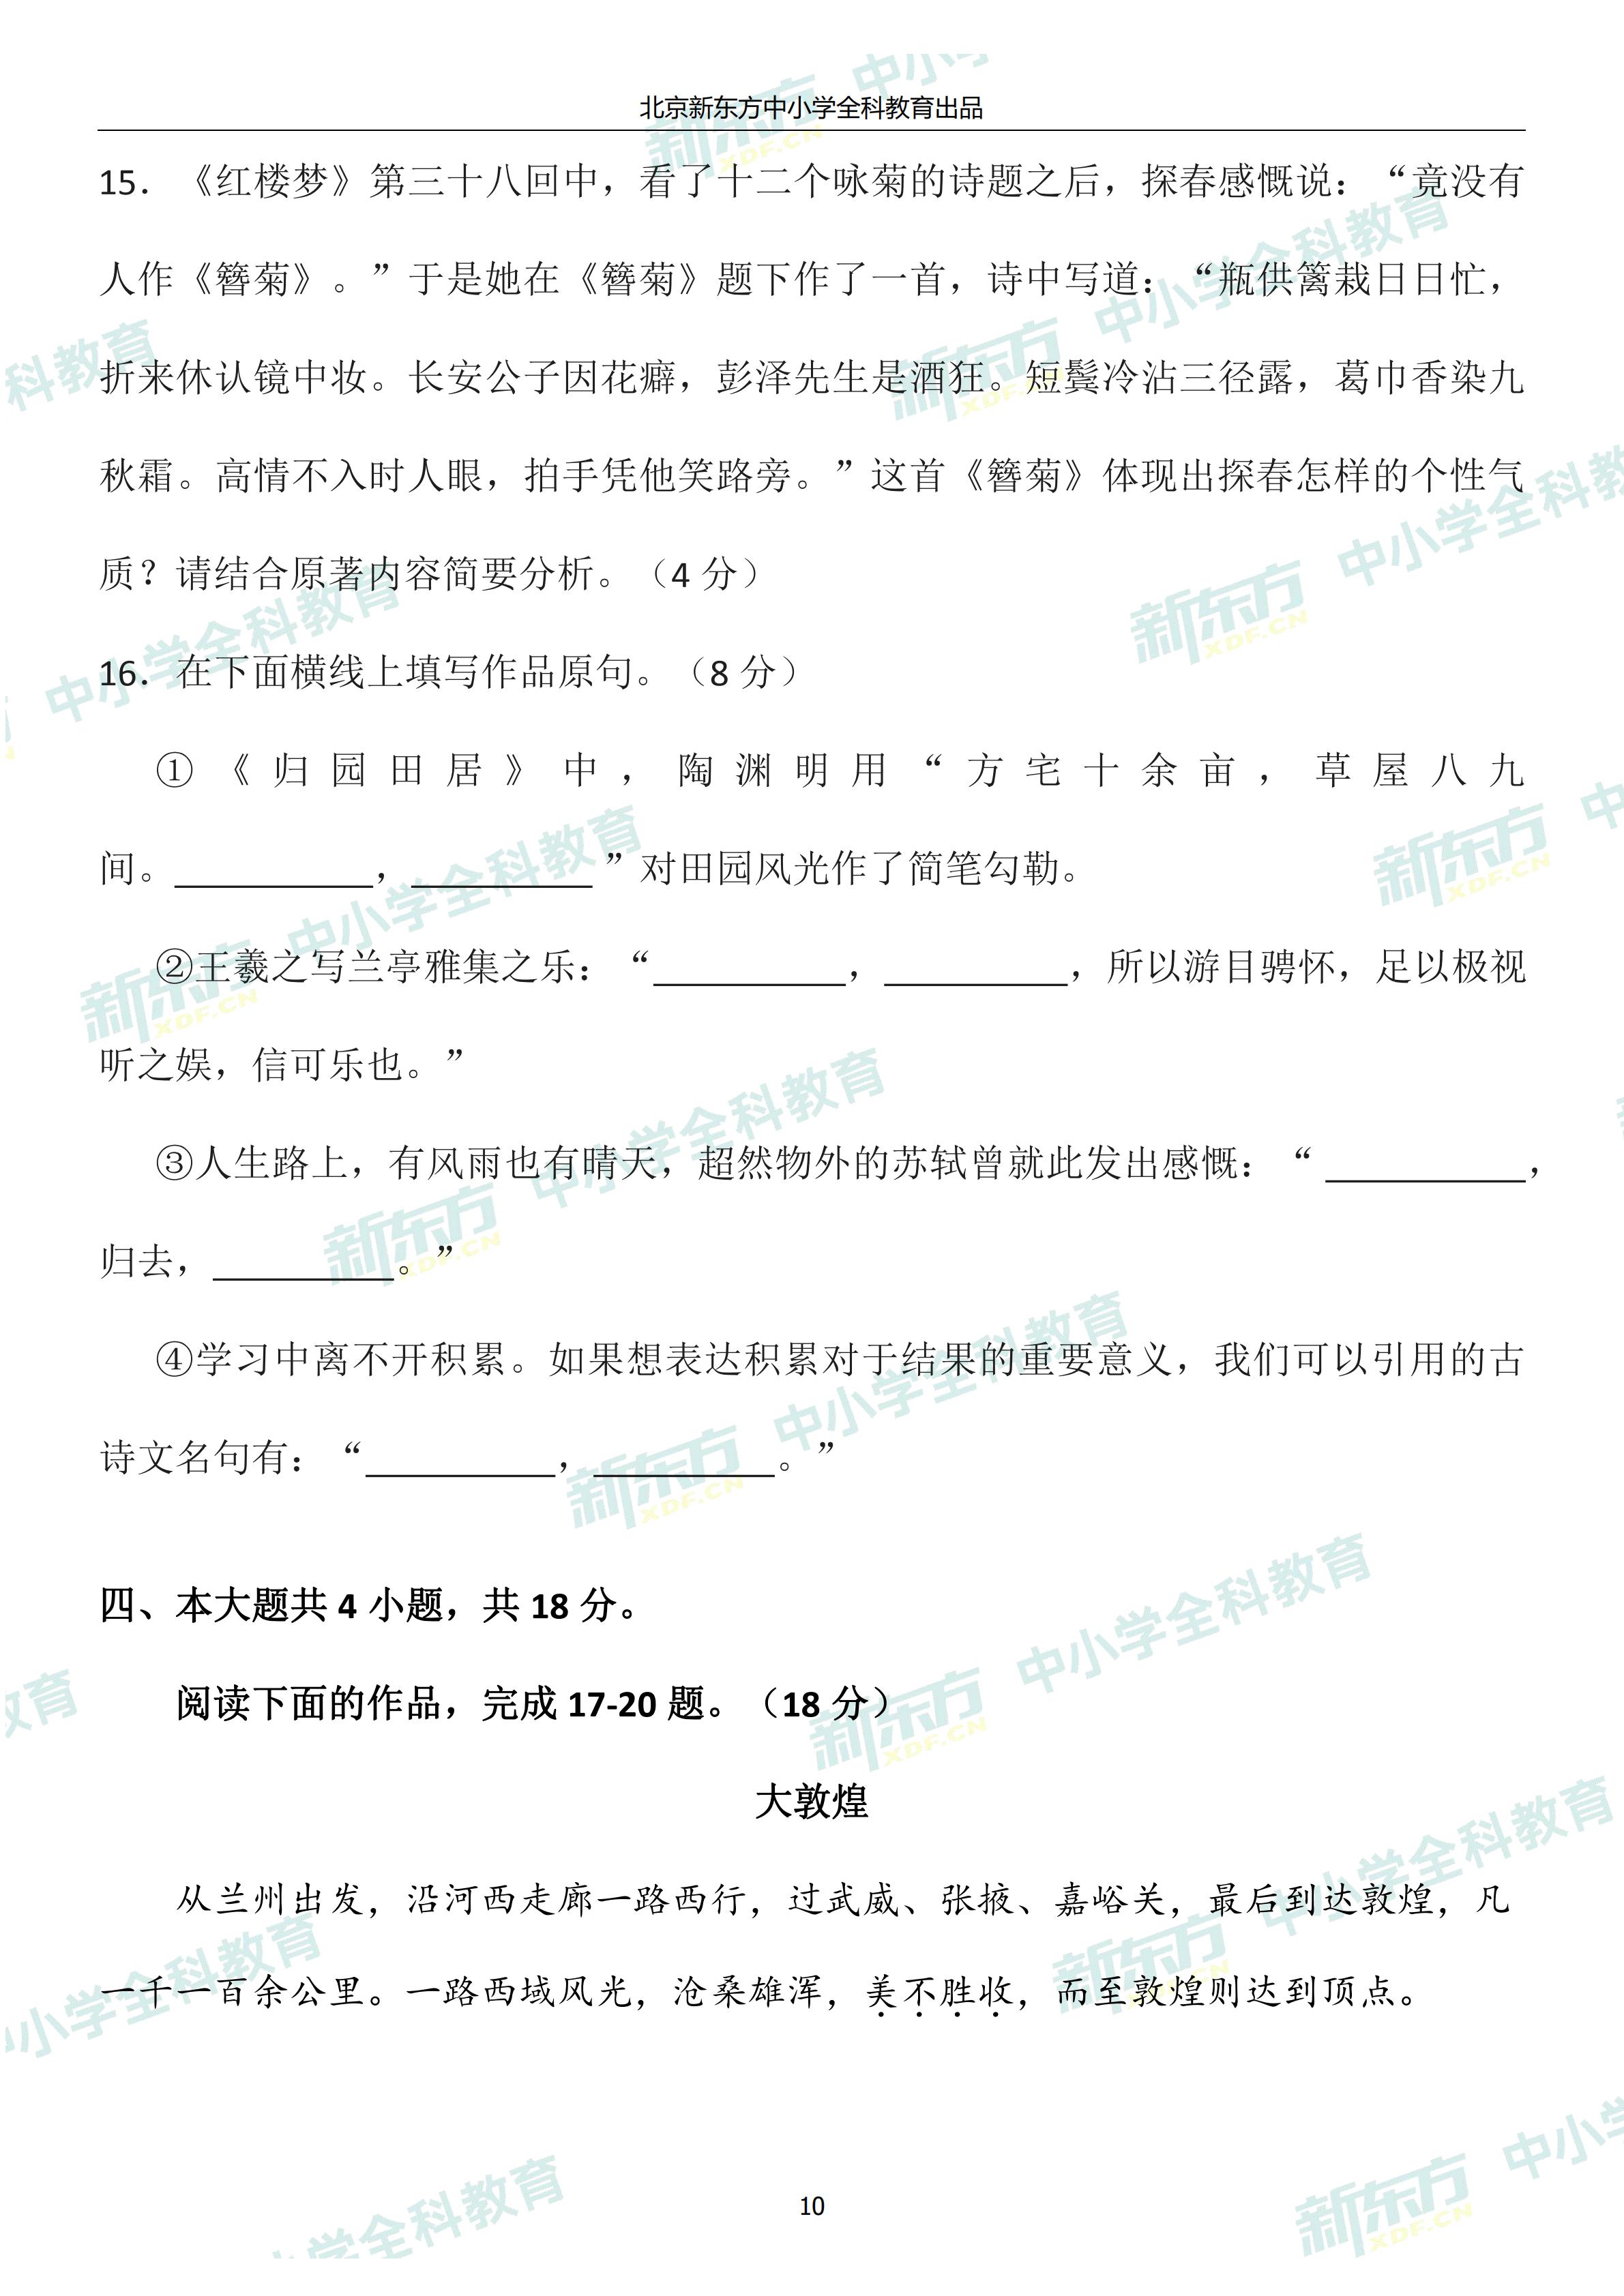 北京新东方中小学全科教育出品
15. 《红楼梦》第三十八回中，看了十二个咏菊的诗题之后，探春感慨说：“竟没有
人作《簪菊》。”于是她在《簪菊》题下作了一首，诗中写道：“瓶供篱栽日日忙，
折来休认镜中妆。长安公子因花癖，彭泽先生是酒狂。短鬓冷沾三径露，葛巾香染九
秋霜。高情不入时人眼，拍手凭他笑路旁。”这首《簪菊》体现出探春怎样的个性气
质？请结合原著内容简要分析。（4 分）
16. 在下面横线上填写作品原句。（8 分）
①《归园田居》中，陶渊明用“方宅十余亩，草屋八九
间。__________，__________”对田园风光作了简笔勾勒。
②王羲之写兰亭雅集之乐：“__________，__________，所以游目骋怀，足以极视
听之娱，信可乐也。”
③人生路上，有风雨也有晴天，超然物外的苏轼曾就此发出感慨：“__________，
归去，__________。”
④学习中离不开积累。如果想表达积累对于结果的重要意义，我们可以引用的古
诗文名句有：“__________，__________。”
四、本大题共 4 小题，共 18 分。
阅读下面的作品，完成 17-20 题。（18 分）
大敦煌
从兰州出发，沿河西走廊一路西行，过武威、张掖、嘉峪关，最后到达敦煌，凡
一千一百余公里。一路西域风光，沧桑雄浑，美不胜收，而至敦煌则达到顶点。
10
新东方 XDF.CN 中小学全科教育